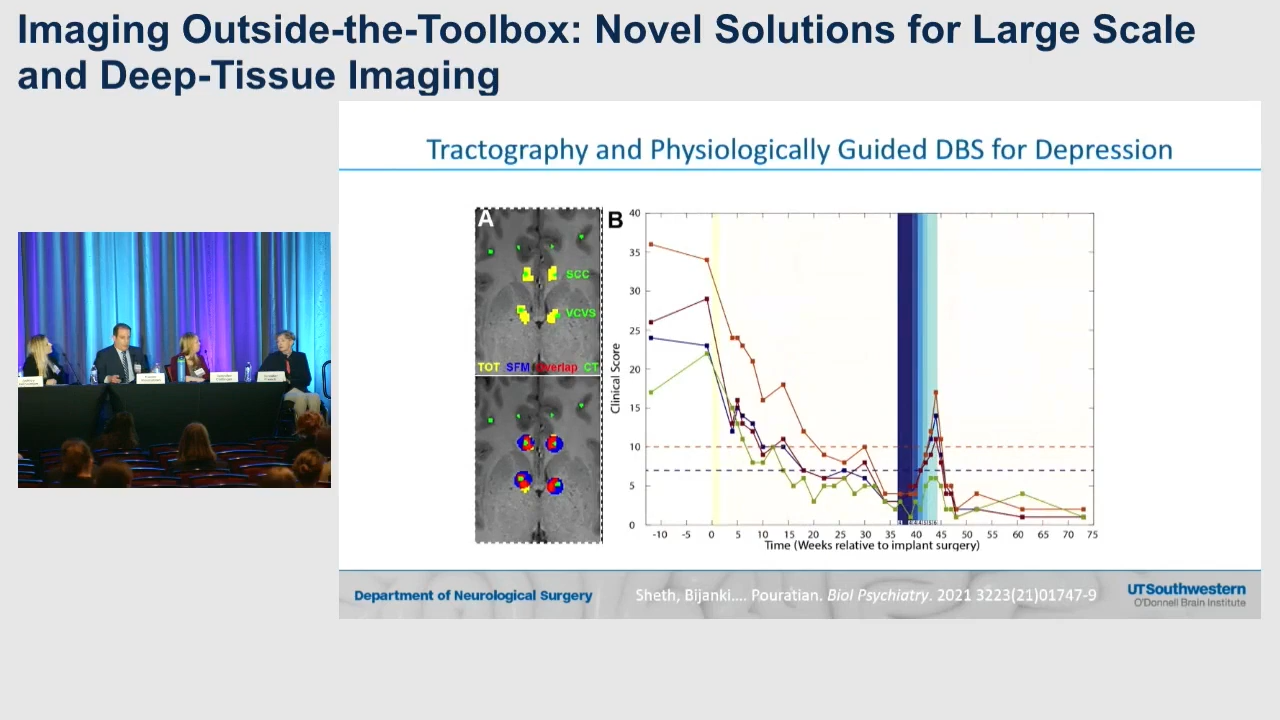 Imaging Outside-the-Toolbox: Novel Solutions for Large Scale
and Deep-Tissue Imaging
Tractography and Physiologically Guided DBS for Depression
A
SCC
VCVS
TOT SFM Overlap CT
B
Clinical Score
40
35
30
25
20
15
10
5
0
-10 -5 0 5 10 15 20 25 30 35 40 45 50 55 60 65 70 75
Time (Weeks relative to implant surgery)
Department of Neurological Surgery
Sheth, Bijanki.... Pouratian. Biol Psychiatry. 2021 3223(21)01747-9
UTSouthwestern
O'Donnell Brain Institute